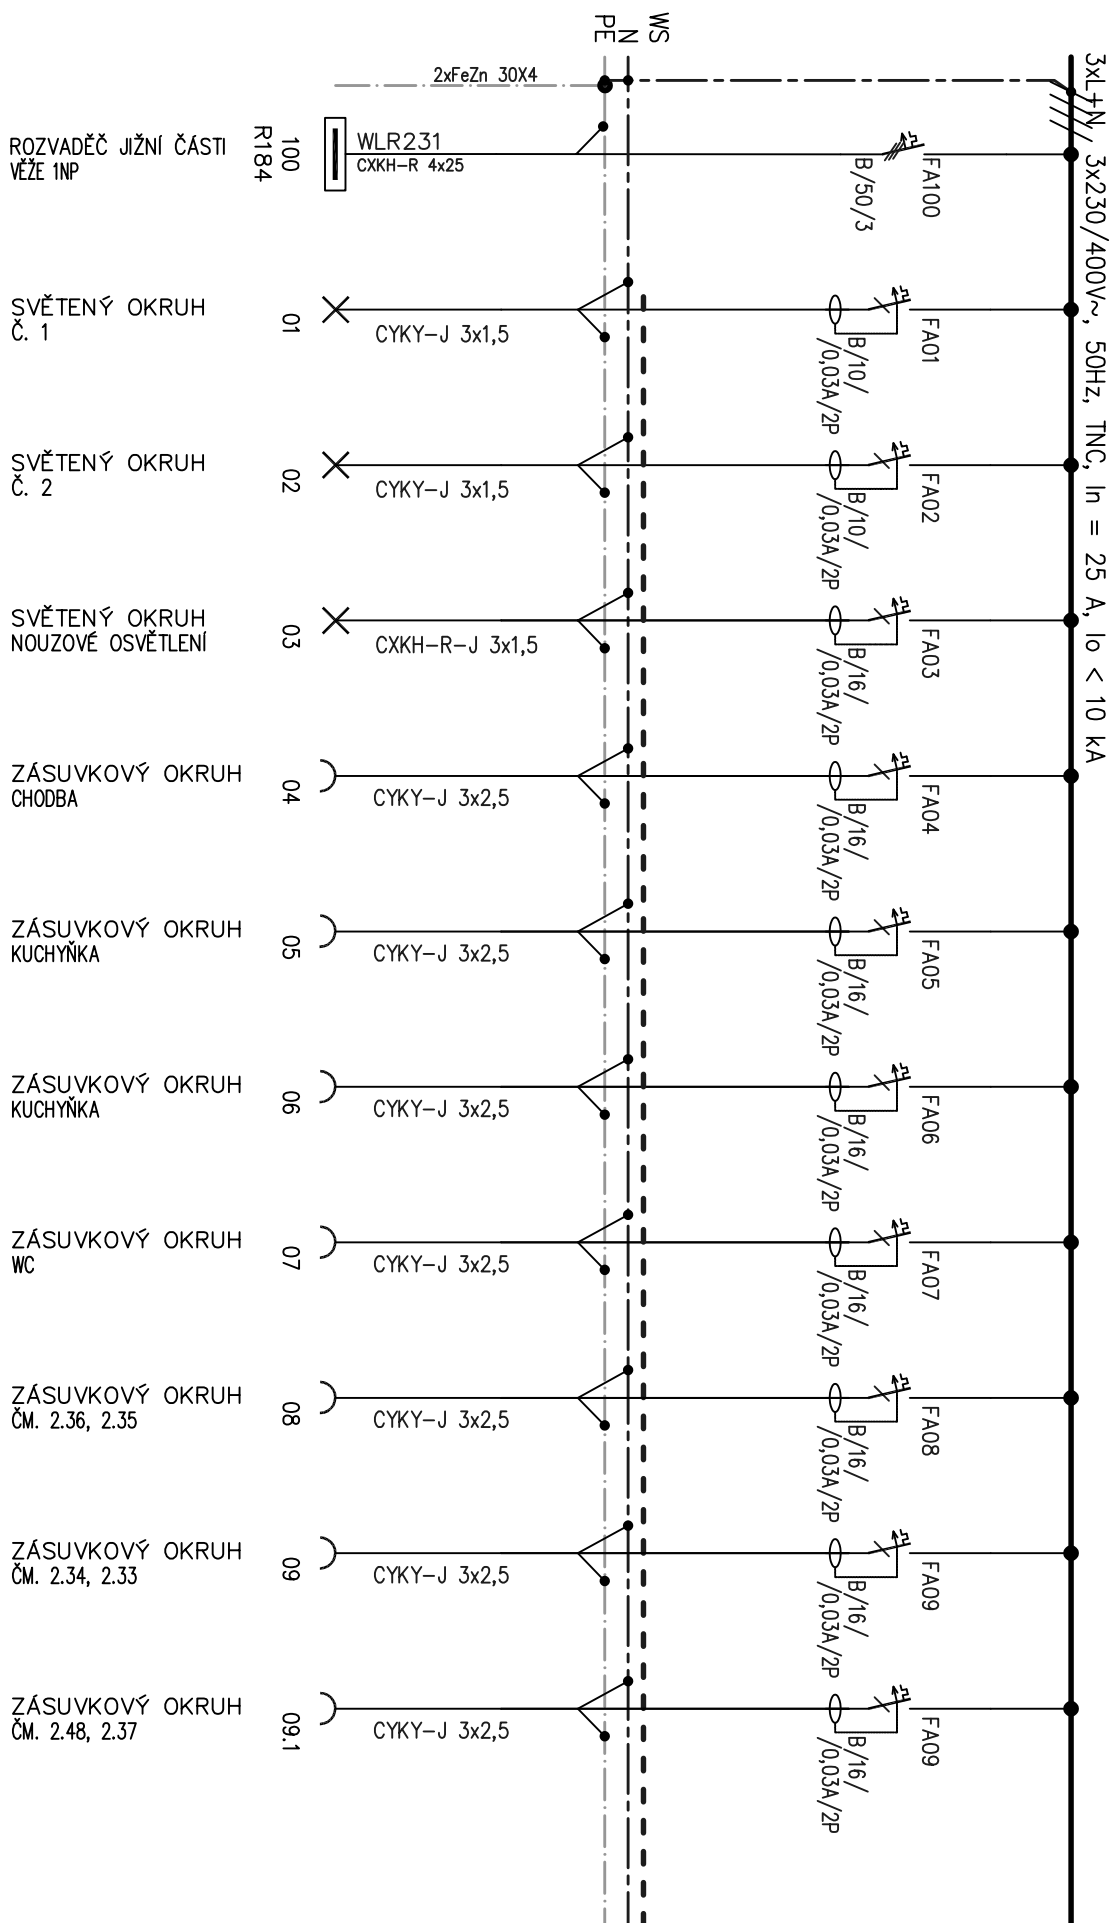 3xL+N, 3x230/400V~, 50Hz, TNC, In = 25 A, Io < 10 kA
WS
N
PE
2xFeZn 30X4
ROZVADĚČ JIŽNÍ ČÁSTI
VĚŽE 1NP
100
R184
WLR231
CXKH-R 4x25
FA100
B/50/3
SVĚTENÝ OKRUH
Č. 1
01
CYKY-J 3x1,5
FA01
B/10/
/0,03A/2P
SVĚTENÝ OKRUH
Č. 2
02
CYKY-J 3x1,5
FA02
B/10/
/0,03A/2P
SVĚTENÝ OKRUH
NOUZOVÉ OSVĚTLENÍ
03
CXKH-R-J 3x1,5
FA03
B/16/
/0,03A/2P
ZÁSUVKOVÝ OKRUH
CHODBA
04
CYKY-J 3x2,5
FA04
B/16/
/0,03A/2P
ZÁSUVKOVÝ OKRUH
KUCHYŇKA
05
CYKY-J 3x2,5
FA05
B/16/
/0,03A/2P
ZÁSUVKOVÝ OKRUH
KUCHYŇKA
06
CYKY-J 3x2,5
FA06
B/16/
/0,03A/2P
ZÁSUVKOVÝ OKRUH
WC
07
CYKY-J 3x2,5
FA07
B/16/
/0,03A/2P
ZÁSUVKOVÝ OKRUH
ČM. 2.36, 2.35
08
CYKY-J 3x2,5
FA08
B/16/
/0,03A/2P
ZÁSUVKOVÝ OKRUH
ČM. 2.34, 2.33
09
CYKY-J 3x2,5
FA09
B/16/
/0,03A/2P
ZÁSUVKOVÝ OKRUH
ČM. 2.48, 2.37
09.1
CYKY-J 3x2,5
FA09
B/16/
/0,03A/2P